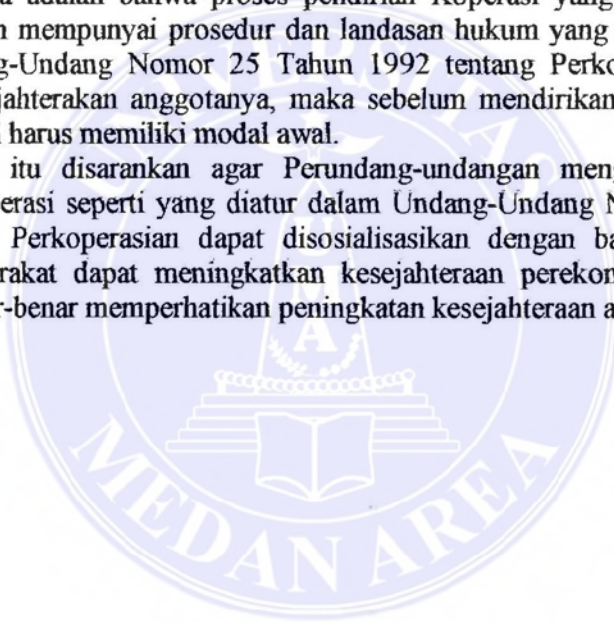 adalah bahwa proses pendirian Koperasi yang
mempunyai prosedur dan landasan hukum yang
g-Undang Nomor 25 Tahun 1992 tentang Perko
jahterakan anggotanya, maka sebelum mendirikan
harus memiliki modal awal.
itu disarankan agar Perundang-undangan men
erasi seperti yang diatur dalam Undang-Undang N
Perkoperasian dapat disosialisasikan dengan ba
rakat dapat meningkatkan kesejahteraan perekor
r-benar memperhatikan peningkatan kesejahteraan a
UNIVERSITAS
U
M
A
MEDAN AREA